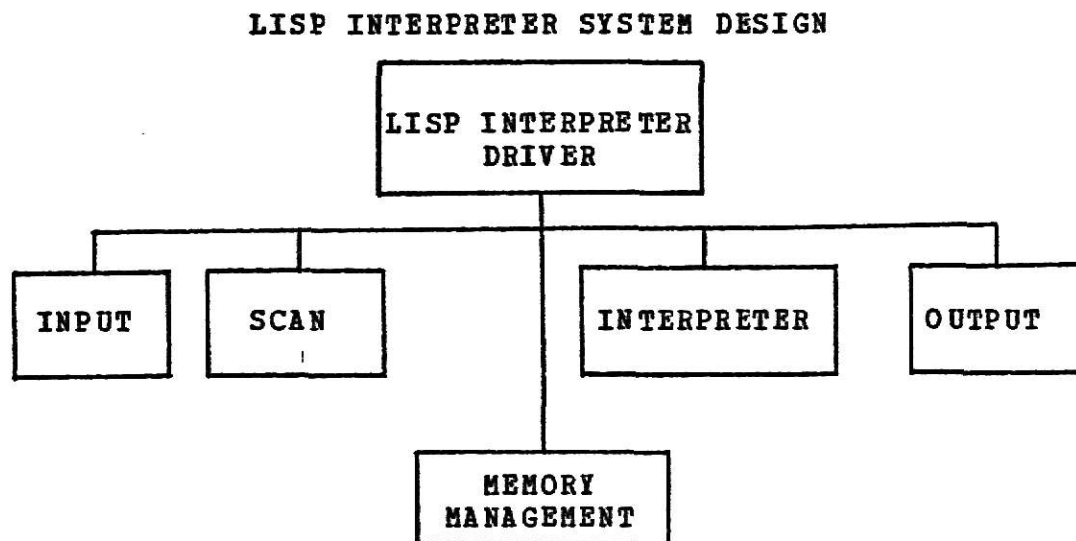 LISP INTERPRETER SYSTEM DESIGN
LISP INTERPRETER
DRIVER
INPUT
SCAN
INTERPRETER
OUTPUT
MEMORY
MANAGEMENT